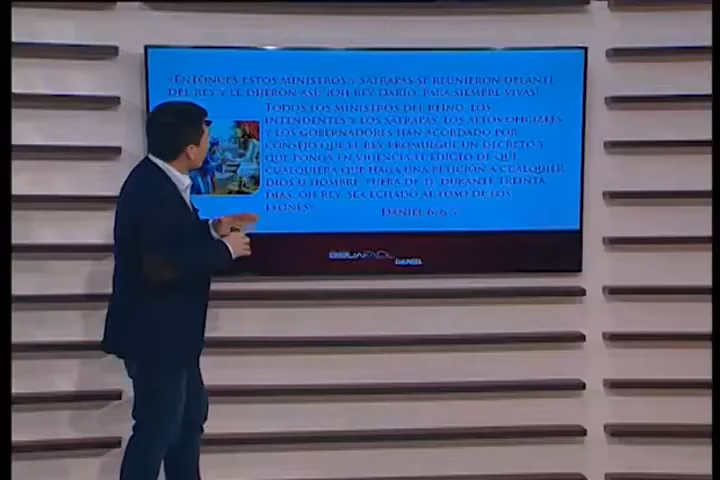 «ENTONCES ESTOS MINISTROS Y SÁTRAPAS SE REUNIERON DELANTE
DEL REY Y LE DIJERON ASÍ: ¡OH REY DARÍO, PARA SIEMPRE VIVAS!
TODOS LOS MINISTROS DEL REINO, LOS
INTENDENTES Y LOS SÁTRAPAS, LOS ALTOS OFICIALES
Y LOS GOBERNADORES HAN ACORDADO POR
CONSEJO QUE EL REY PROMULGUE UN DECRETO Y
QUE PONGA EN VIGENCIA EL EDICTO DE QUE
CUALQUIERA QUE HAGA UNA PETICIÓN A CUALQUIER
DIOS U HOMBRE, FUERA DE TI, DURANTE TREINTA
DÍAS, OH REY, SEA ECHADO AL FOSO DE LOS
LEONES»
DANIEL 6:6,7
BIBLIAFÁCIL
DANIEL